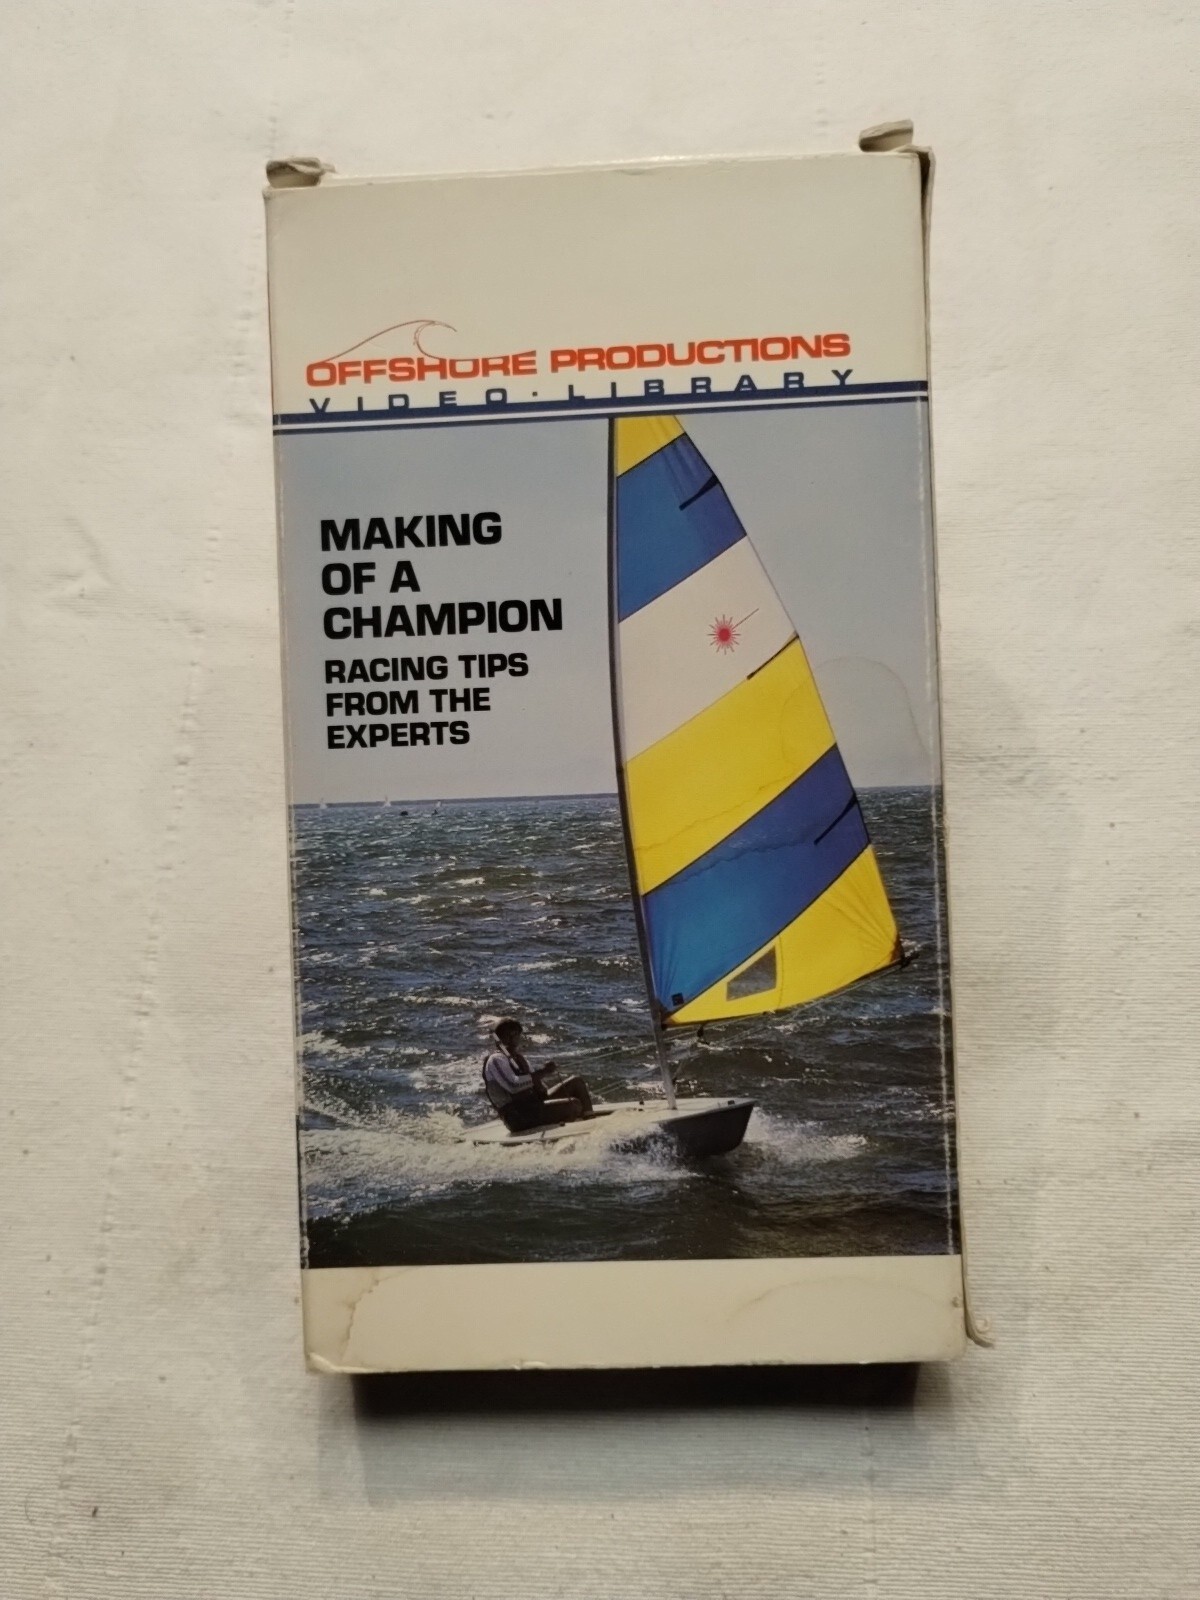 OFFSHORE PRODUCTIONS
VIDEO · LIBRARY
MAKING
OF A
CHAMPION
RACING TIPS
FROM THE
EXPERTS